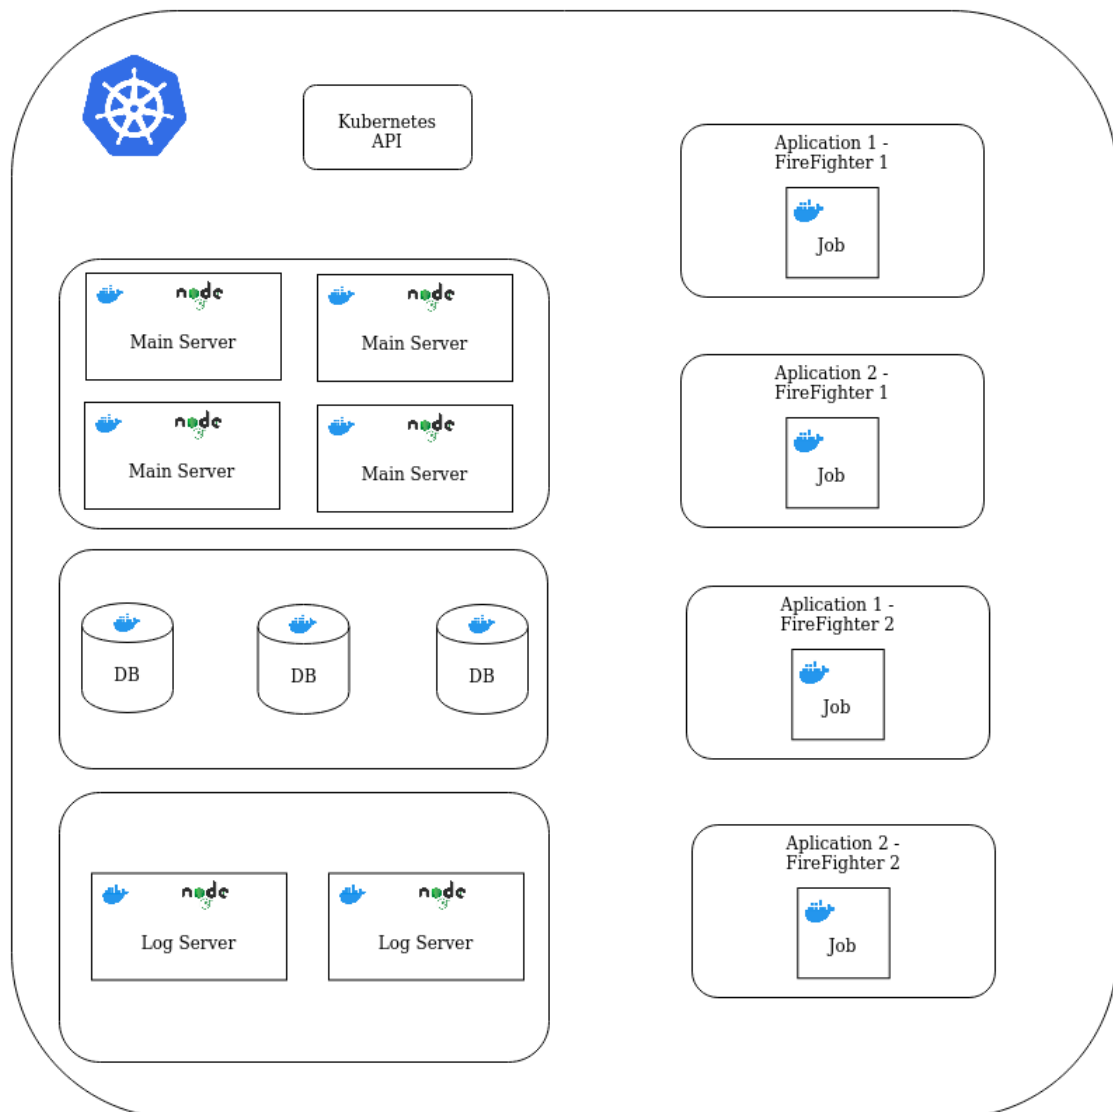 Kubernetes
API
node
Main Server
node
Main Server
node
Main Server
node
Main Server
DB
DB
DB
node
Log Server
node
Log Server
Aplication 1 -
FireFighter 1
Job
Aplication 2 -
FireFighter 1
Job
Aplication 1 -
FireFighter 2
Job
Aplication 2 -
FireFighter 2
Job